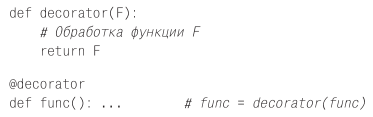 def decorator(F):
    # Обработка функции F
    return F
@decorator
def func(): ...         # func = decorator(func)